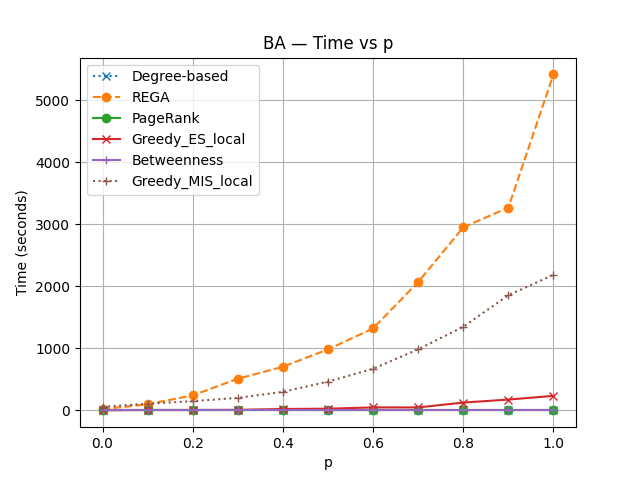 BA — Time vs p
Degree-based
REGA
PageRank
Greedy_ES_local
Betweenness
Greedy_MIS_local
Time (seconds)
5000
4000
3000
2000
1000
0
0.0 0.2 0.4 0.6 0.8 1.0
p